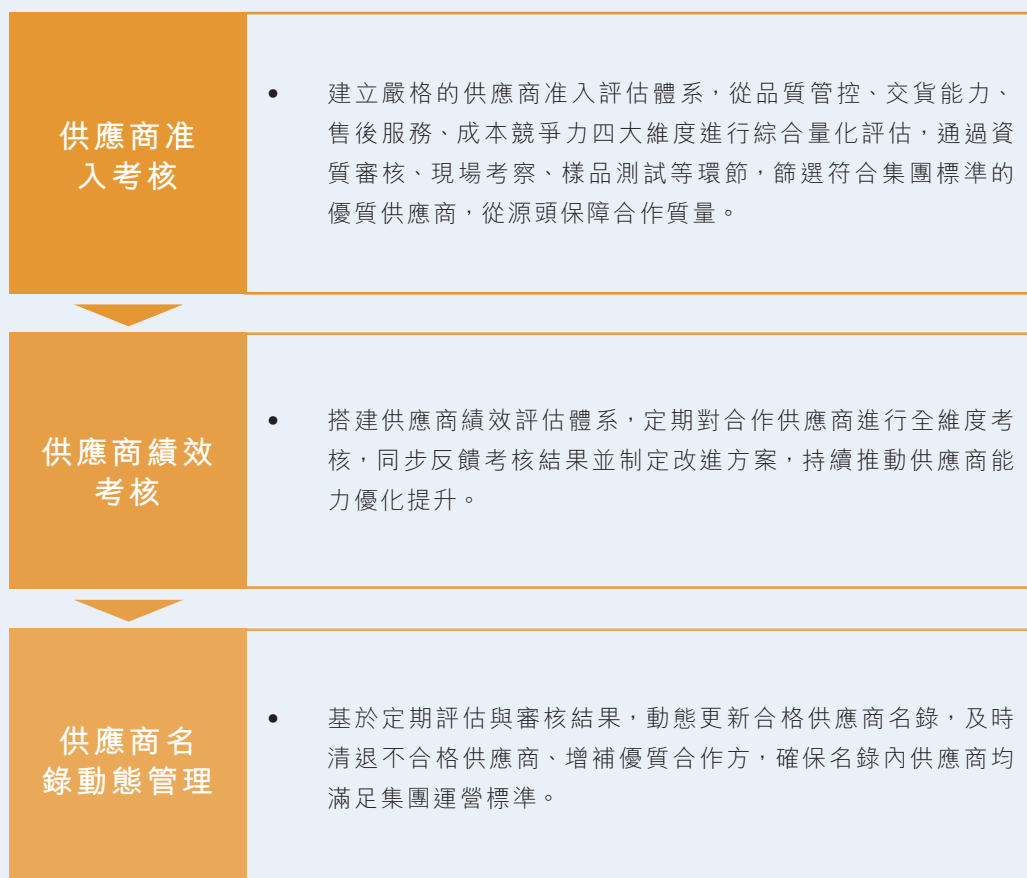 供應商准
入考核
• 建立嚴格的供應商准入評估體系，從品質管控、交貨能力、
售後服務、成本競爭力四大維度進行綜合量化評估，通過資
質審核、現場考察、樣品測試等環節，篩選符合集團標準的
優質供應商，從源頭保障合作質量。
供應商績效
考核
• 搭建供應商績效評估體系，定期對合作供應商進行全維度考
核，同步反饋考核結果並制定改進方案，持續推動供應商能
力優化提升。
供應商名
錄動態管理
• 基於定期評估與審核結果，動態更新合格供應商名錄，及時
清退不合格供應商、增補優質合作方，確保名錄內供應商均
滿足集團運營標準。